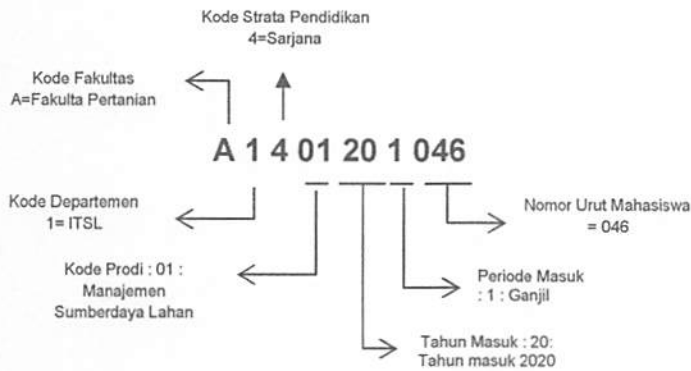 Kode Strata Pendidikan
4=Sarjana
Kode Fakultas
A=Fakulta Pertanian
A 1 4 01 20 1 046
Kode Departemen
1= ITSL
Nomor Urut Mahasiswa
= 046
Kode Prodi : 01 :
Manajemen
Sumberdaya Lahan
Periode Masuk
: 1 : Ganjil
Tahun Masuk : 20:
Tahun masuk 2020